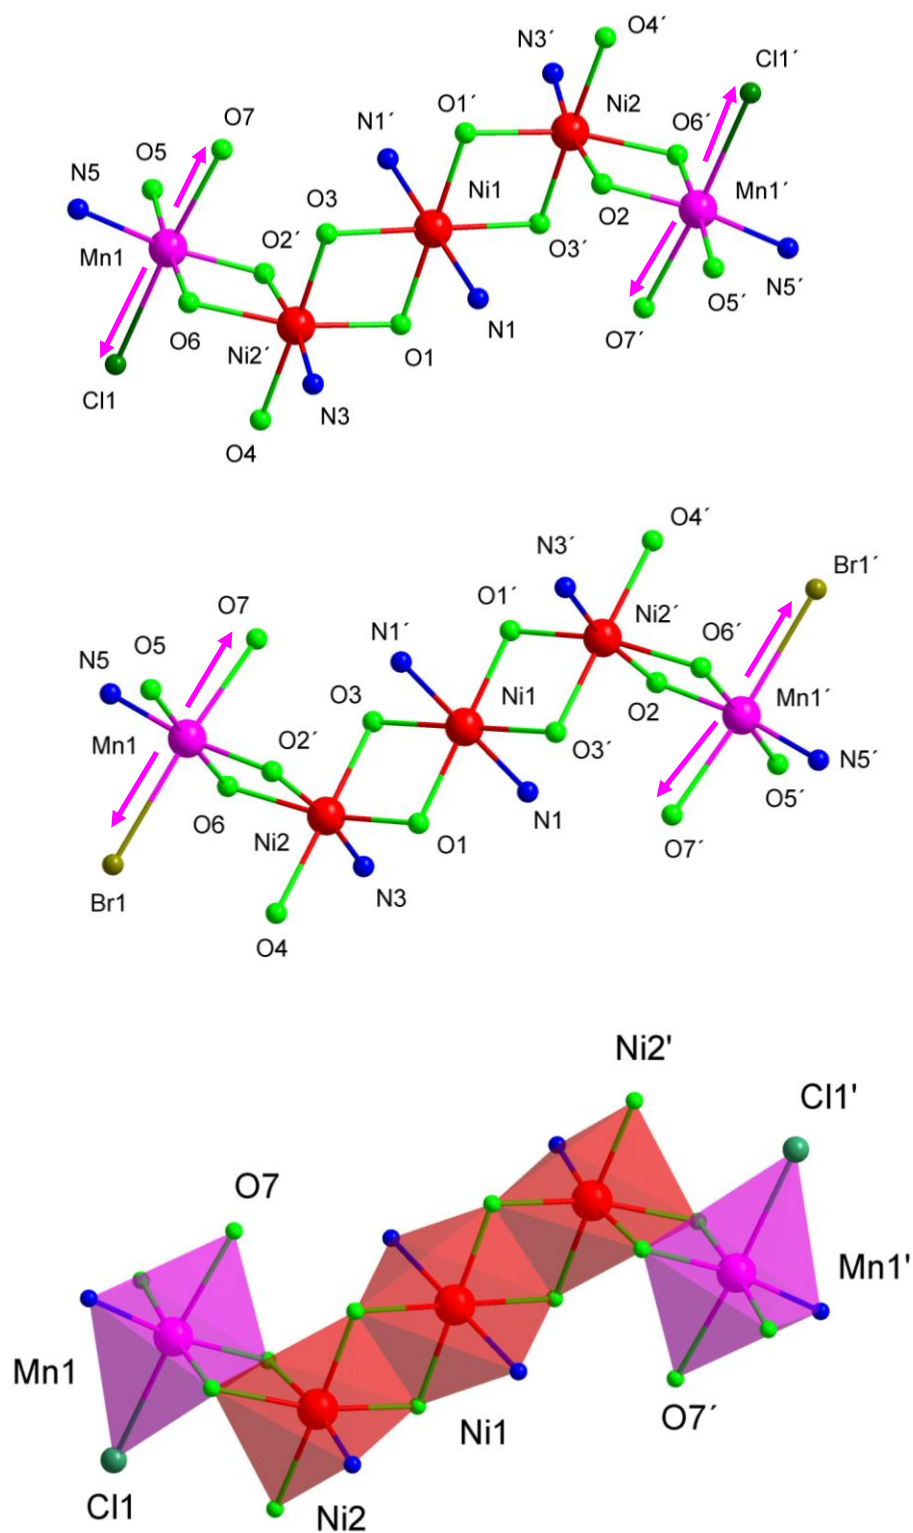 O4´
N3´
Cl1´
Ni2
O1´
O6´
O7
N1´
O5
N5
Ni1
Mn1´
O3
O2
O2´
Mn1
O3´
N5´
O5´
O6
N1
O7´
Ni2´
O1
Cl1
N3
O4
O4´
N3´
Br1´
O1´
Ni2´
O7
O6´
N1´
O5
N5
Ni1
O3
O2
Mn1´
Mn1
O2´
O3´
N5´
O5´
O6
N1
Ni2
O1
O7´
Br1
N3
O4
Ni2'
Cl1'
O7
Mn1'
Mn1
O7´
Ni1
Cl1
Ni2